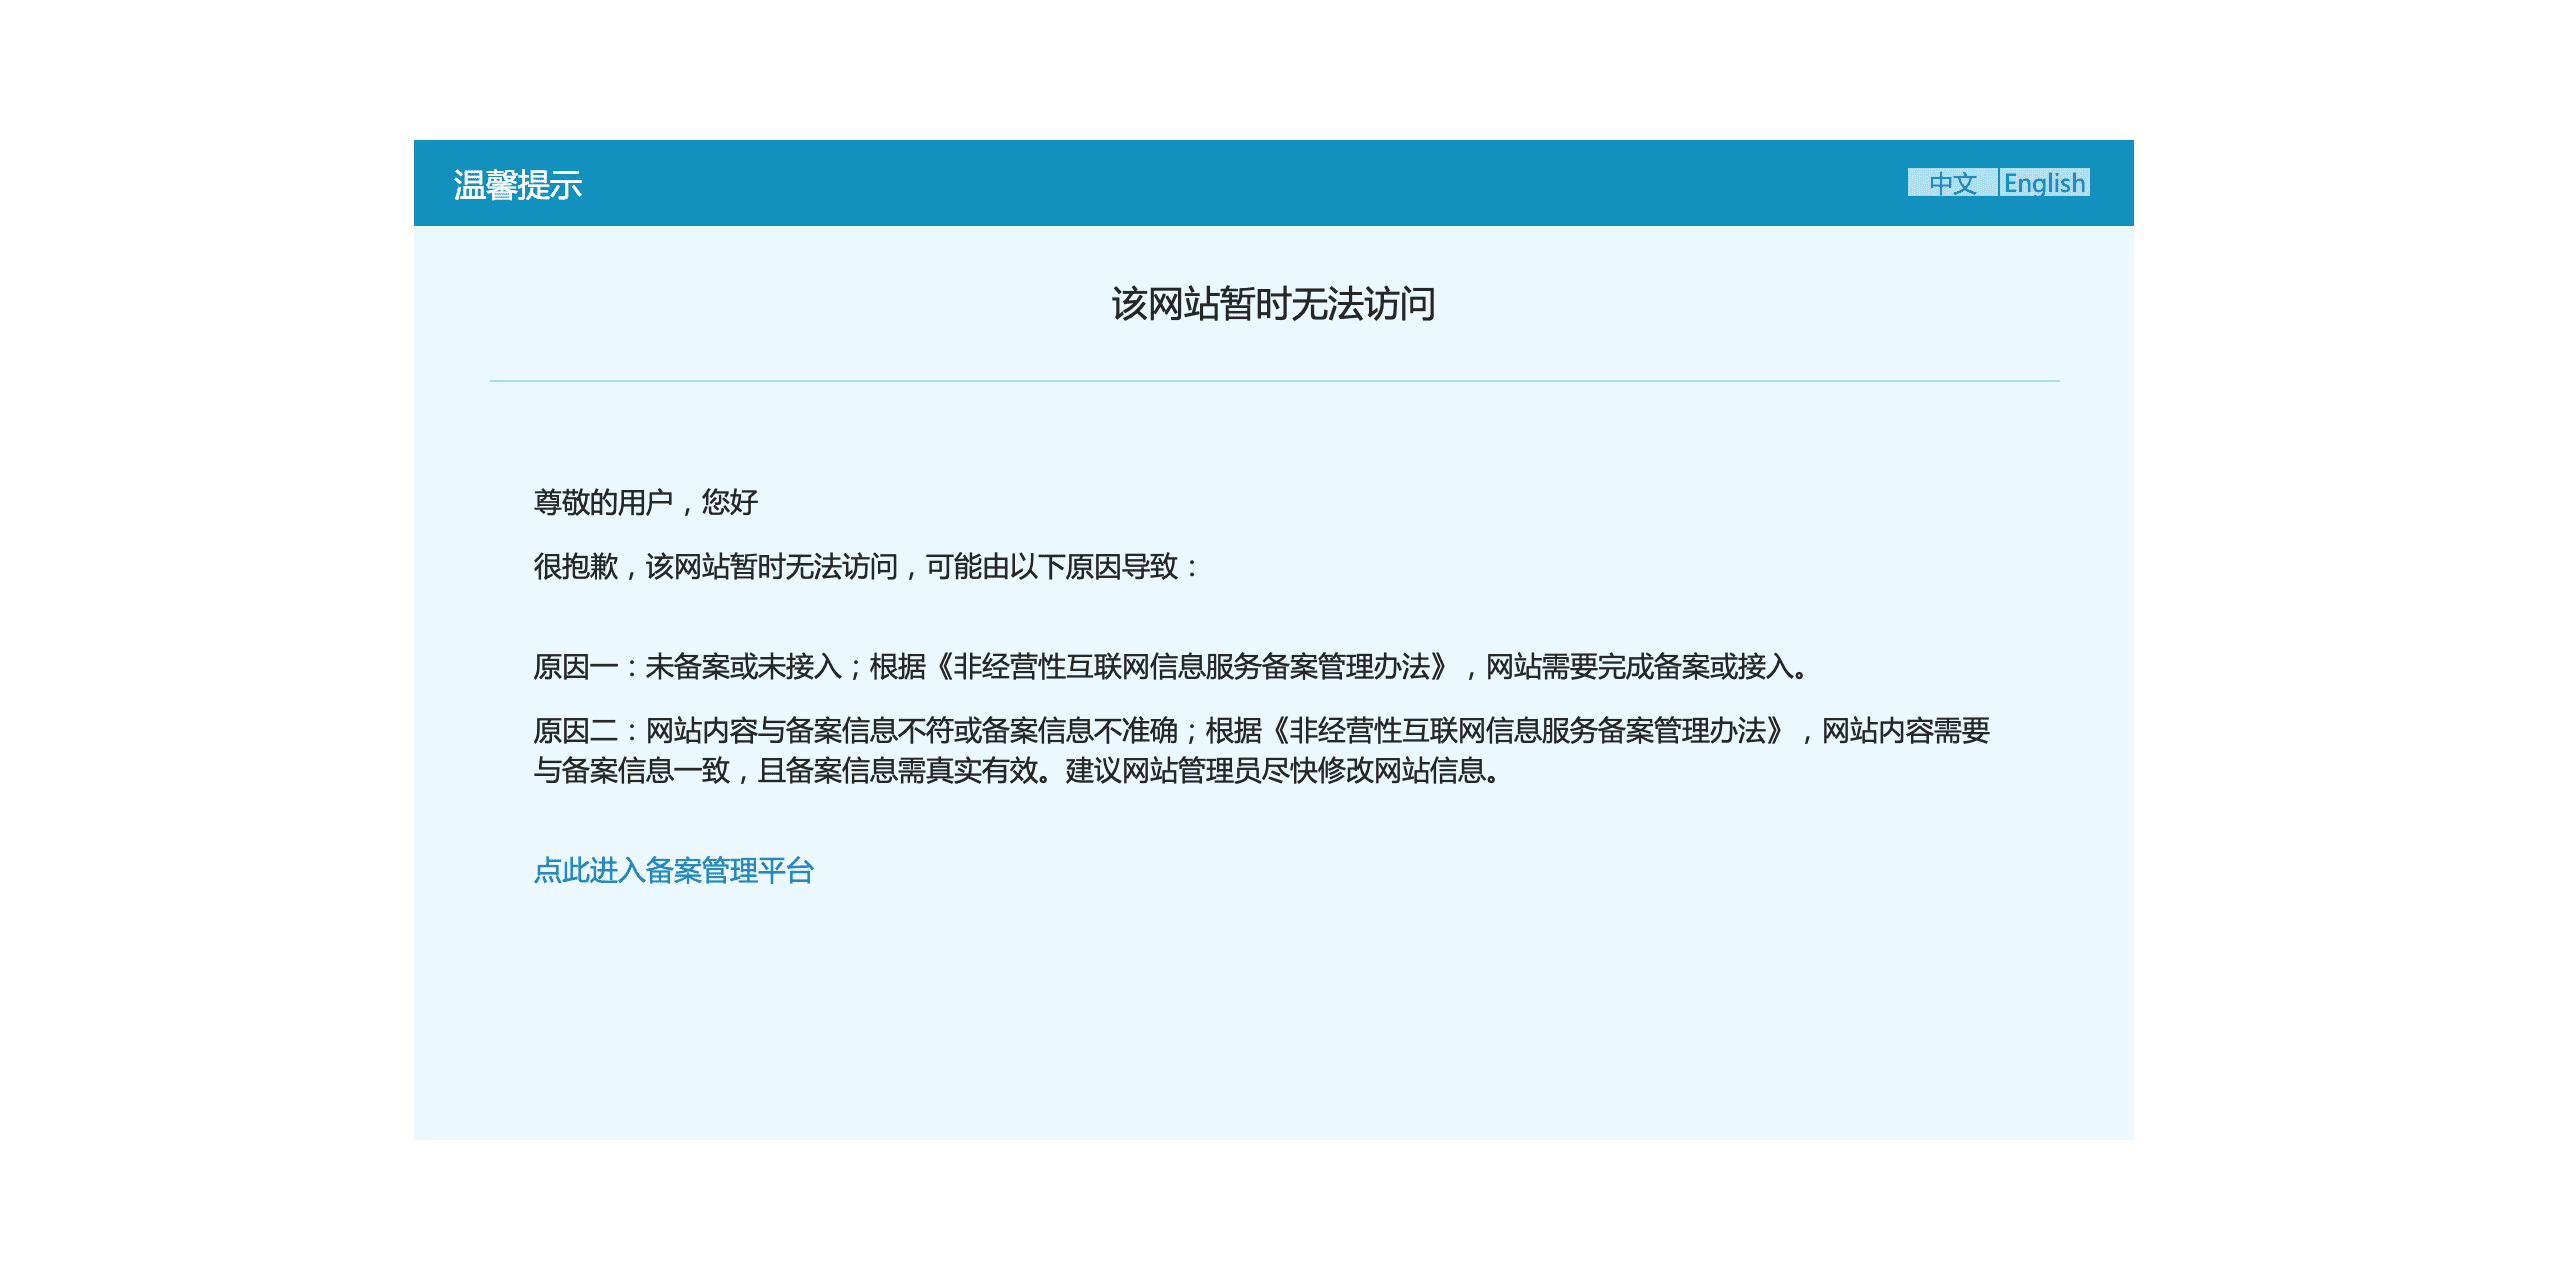 温馨提示
中文 English
该网站暂时无法访问
尊敬的用户，您好
很抱歉，该网站暂时无法访问，可能由以下原因导致：
原因一：未备案或未接入；根据《非经营性互联网信息服务备案管理办法》，网站需要完成备案或接入。
原因二：网站内容与备案信息不符或备案信息不准确；根据《非经营性互联网信息服务备案管理办法》，网站内容需要
与备案信息一致，且备案信息需真实有效。建议网站管理员尽快修改网站信息。
点此进入备案管理平台